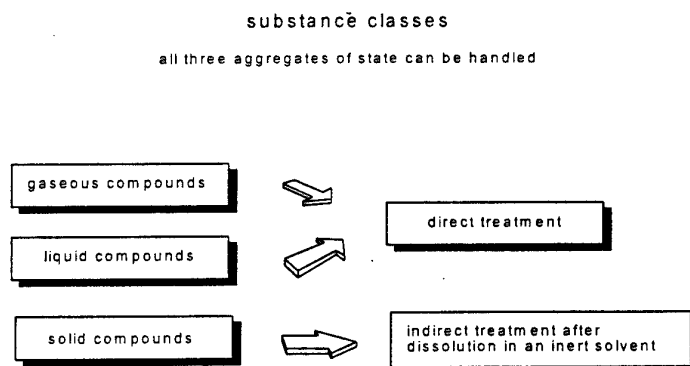 substance classes
all three aggregates of state can be handled
gaseous compounds
direct treatment
liquid compounds
solid compounds
indirect treatment after
dissolution in an inert solvent